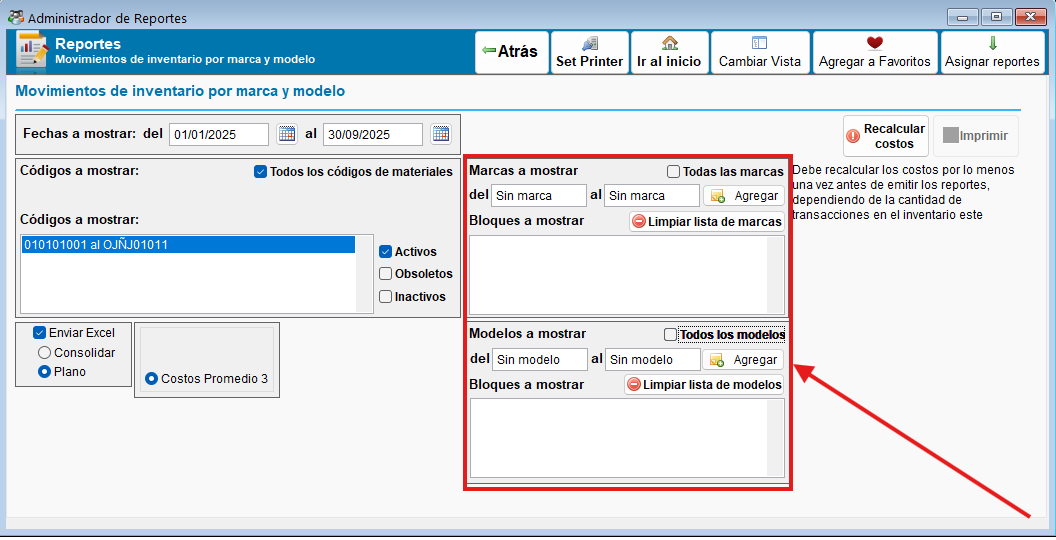 Administrador de Reportes
Reportes
Movimientos de inventario por marca y modelo
Atrás
Set Printer
Ir al inicio
Cambiar Vista
Agregar a Favoritos
Asignar reportes
Movimientos de inventario por marca y modelo
Fechas a mostrar: del 01/01/2025 al 30/09/2025
Recalcular
costos
Imprimir
Debe recalcular los costos por lo menos
una vez antes de emitir los reportes,
dependiendo de la cantidad de
transacciones en el inventario este
Códigos a mostrar:
Todos los códigos de materiales
Códigos a mostrar:
010101001 al OJÑJ01011
Activos
Obsoletos
Inactivos
Marcas a mostrar
Todas las marcas
del Sin marca al Sin marca Agregar
Bloques a mostrar
Limpiar lista de marcas
Modelos a mostrar
Todos los modelos
del Sin modelo al Sin modelo Agregar
Bloques a mostrar
Limpiar lista de modelos
Enviar Excel
Consolidar
Plano
Costos Promedio 3